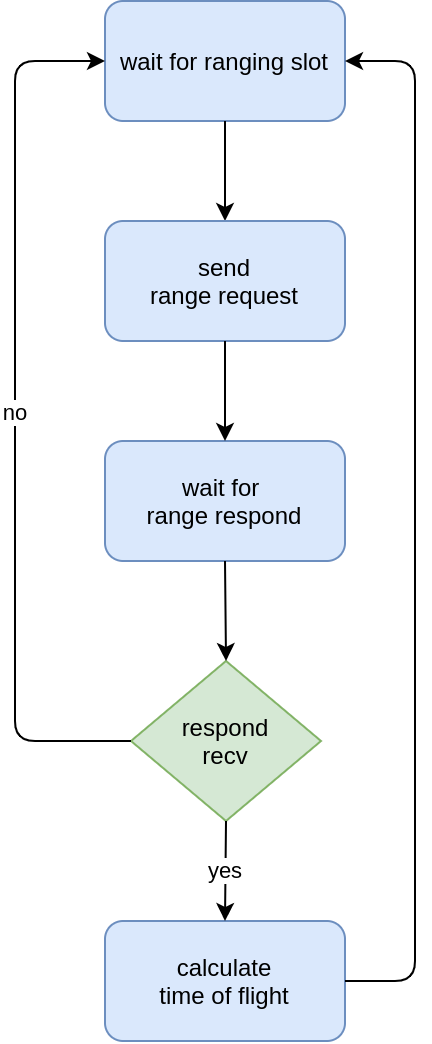 wait for ranging slot
send
range request
no
wait for
range respond
respond
recv
yes
calculate
time of flight